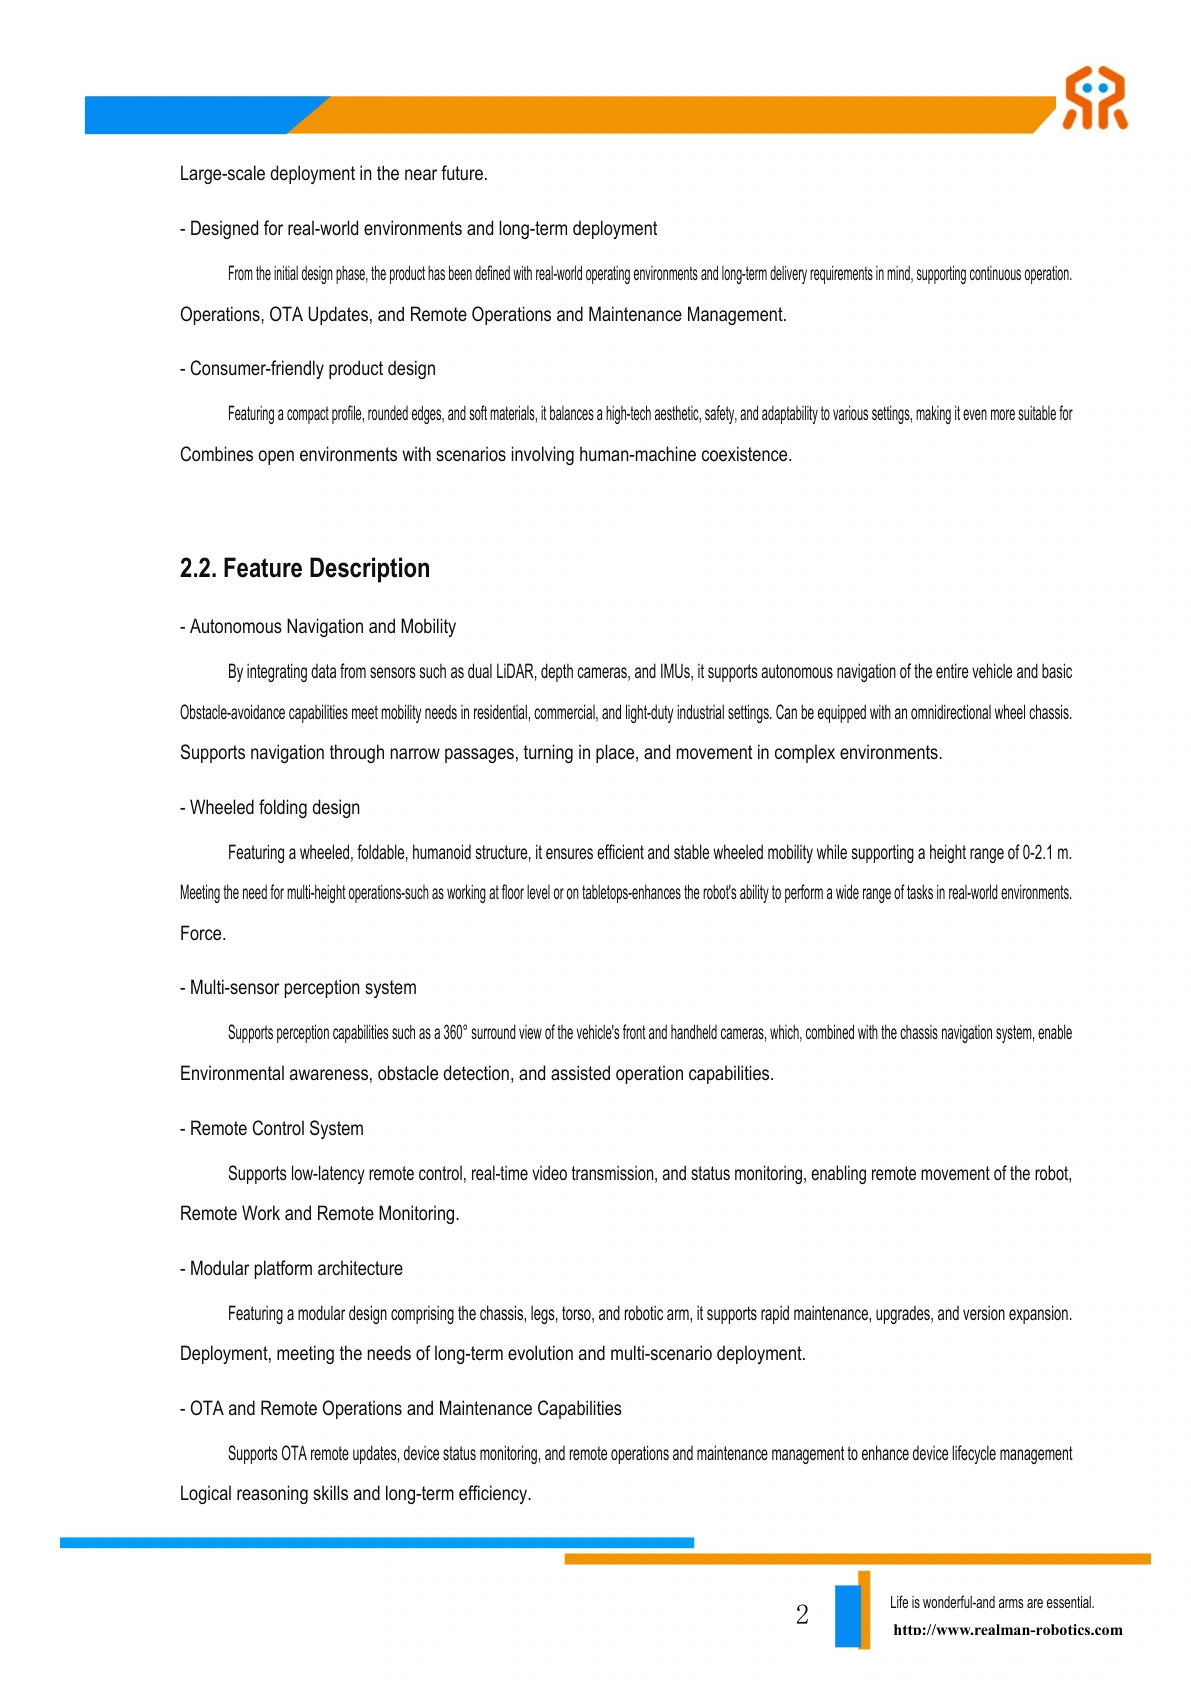 Large-scale deployment in the near future.
- Designed for real-world environments and long-term deployment
From the initial design phase, the product has been defined with real-world operating environments and long-term delivery requirements in mind, supporting continuous operation.
Operations, OTA Updates, and Remote Operations and Maintenance Management.
- Consumer-friendly product design
Featuring a compact profile, rounded edges, and soft materials, it balances a high-tech aesthetic, safety, and adaptability to various settings, making it even more suitable for
Combines open environments with scenarios involving human-machine coexistence.
2.2. Feature Description
- Autonomous Navigation and Mobility
By integrating data from sensors such as dual LiDAR, depth cameras, and IMUs, it supports autonomous navigation of the entire vehicle and basic
Obstacle-avoidance capabilities meet mobility needs in residential, commercial, and light-duty industrial settings. Can be equipped with an omnidirectional wheel chassis.
Supports navigation through narrow passages, turning in place, and movement in complex environments.
- Wheeled folding design
Featuring a wheeled, foldable, humanoid structure, it ensures efficient and stable wheeled mobility while supporting a height range of 0-2.1 m.
Meeting the need for multi-height operations-such as working at floor level or on tabletops-enhances the robot's ability to perform a wide range of tasks in real-world environments.
Force.
- Multi-sensor perception system
Supports perception capabilities such as a 360° surround view of the vehicle's front and handheld cameras, which, combined with the chassis navigation system, enable
Environmental awareness, obstacle detection, and assisted operation capabilities.
- Remote Control System
Supports low-latency remote control, real-time video transmission, and status monitoring, enabling remote movement of the robot,
Remote Work and Remote Monitoring.
- Modular platform architecture
Featuring a modular design comprising the chassis, legs, torso, and robotic arm, it supports rapid maintenance, upgrades, and version expansion.
Deployment, meeting the needs of long-term evolution and multi-scenario deployment.
- OTA and Remote Operations and Maintenance Capabilities
Supports OTA remote updates, device status monitoring, and remote operations and maintenance management to enhance device lifecycle management
Logical reasoning skills and long-term efficiency.
2
Life is wonderful-and arms are essential.
http://www.realman-robotics.com